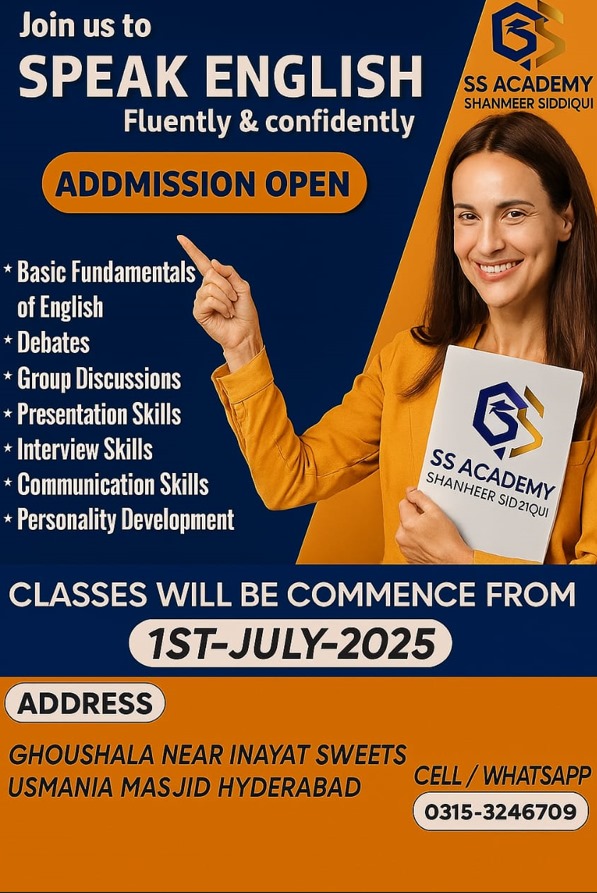 Join us to
SPEAK ENGLISH
Fluently & confidently
SS ACADEMY
SHANMEER SIDDIQUI
ADDMISSION OPEN
* Basic Fundamentals
of English
* Debates
* Group Discussions
* Presentation Skills
* Interview Skills
* Communication Skills
* Personality Development
SS ACADEMY
SHANHEER SID21QUI
CLASSES WILL BE COMMENCE FROM
1ST-JULY-2025
ADDRESS
GHOUSHALA NEAR INAYAT SWEETS
USMANIA MASJID HYDERABAD
CELL / WHATSAPP
0315-3246709